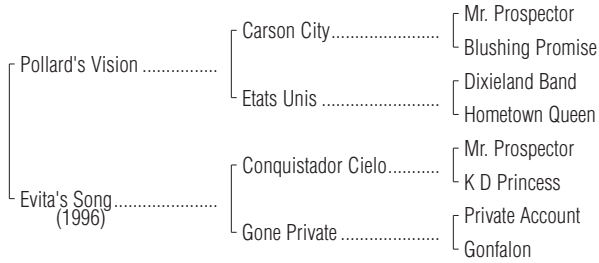 Mr. Prospector
Carson City
Blushing Promise
Pollard's Vision
Dixieland Band
Etats Unis
Hometown Queen
Mr. Prospector
Conquistador Cielo
K D Princess
Evita's Song
(1996)
Private Account
Gone Private
Gonfalon